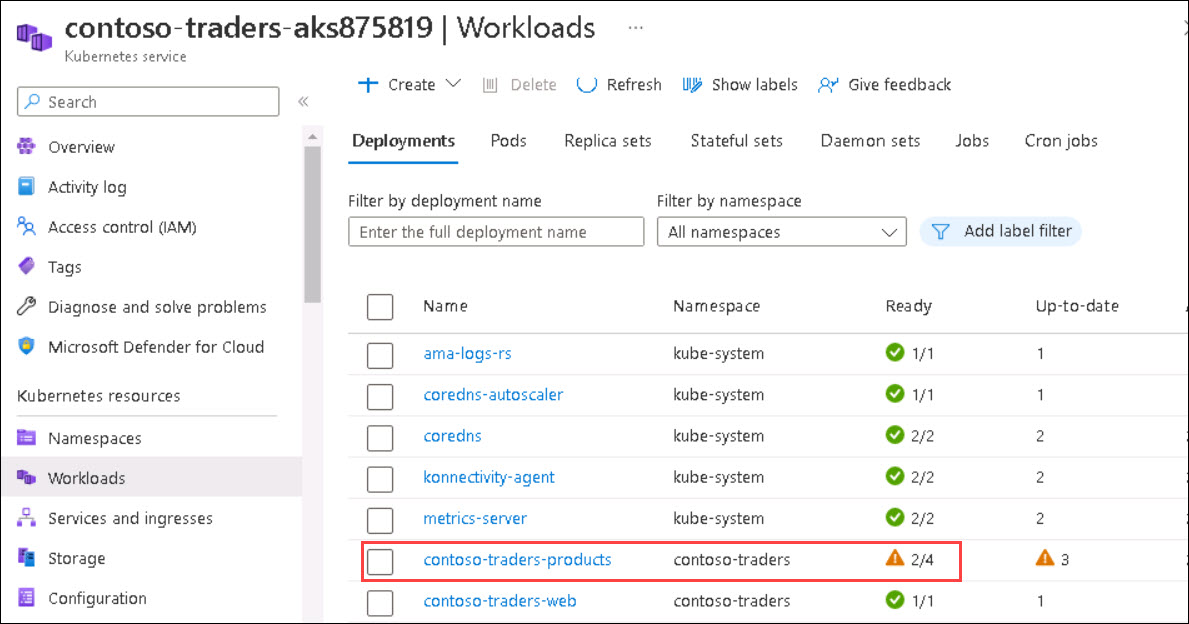 contoso-traders-aks875819 | Workloads ...
Kubernetes service
Search «
Overview
Activity log
Access control (IAM)
Tags
Diagnose and solve problems
Microsoft Defender for Cloud
Kubernetes resources
Namespaces
Workloads
Services and ingresses
Storage
Configuration
Create Delete Refresh Show labels Give feedback
Deployments Pods Replica sets Stateful sets Daemon sets Jobs Cron jobs
Filter by deployment name Filter by namespace
Enter the full deployment name All namespaces Add label filter
Name Namespace Ready Up-to-date
ama-logs-rs kube-system 1/1 1
coredns-autoscaler kube-system 1/1 1
coredns kube-system 2/2 2
konnectivity-agent kube-system 2/2 2
metrics-server kube-system 2/2 2
contoso-traders-products contoso-traders 2/4 3
contoso-traders-web contoso-traders 1/1 1